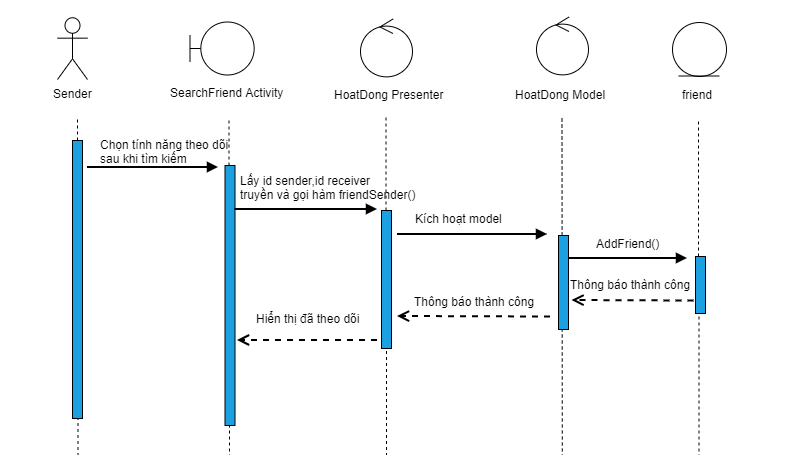 Sender
SearchFriend Activity
HoatDong Presenter
HoatDong Model
friend
Chọn tính năng theo dõi
sau khi tìm kiếm
Lấy id sender,id receiver
truyền và gọi hàm friendSender()
Kích hoạt model
AddFriend()
Thông báo thành công
Thông báo thành công
Hiển thị đã theo dõi